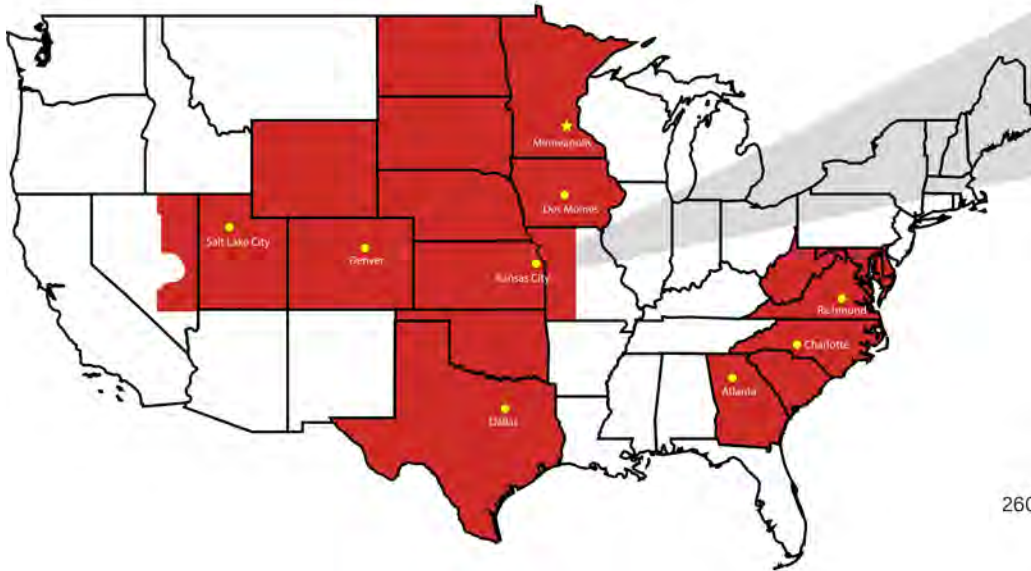 Minneapolis
Des Moines
Salt Lake City
Denver
Kansas City
Richmond
Charlotte
Atlanta
Dallas
260